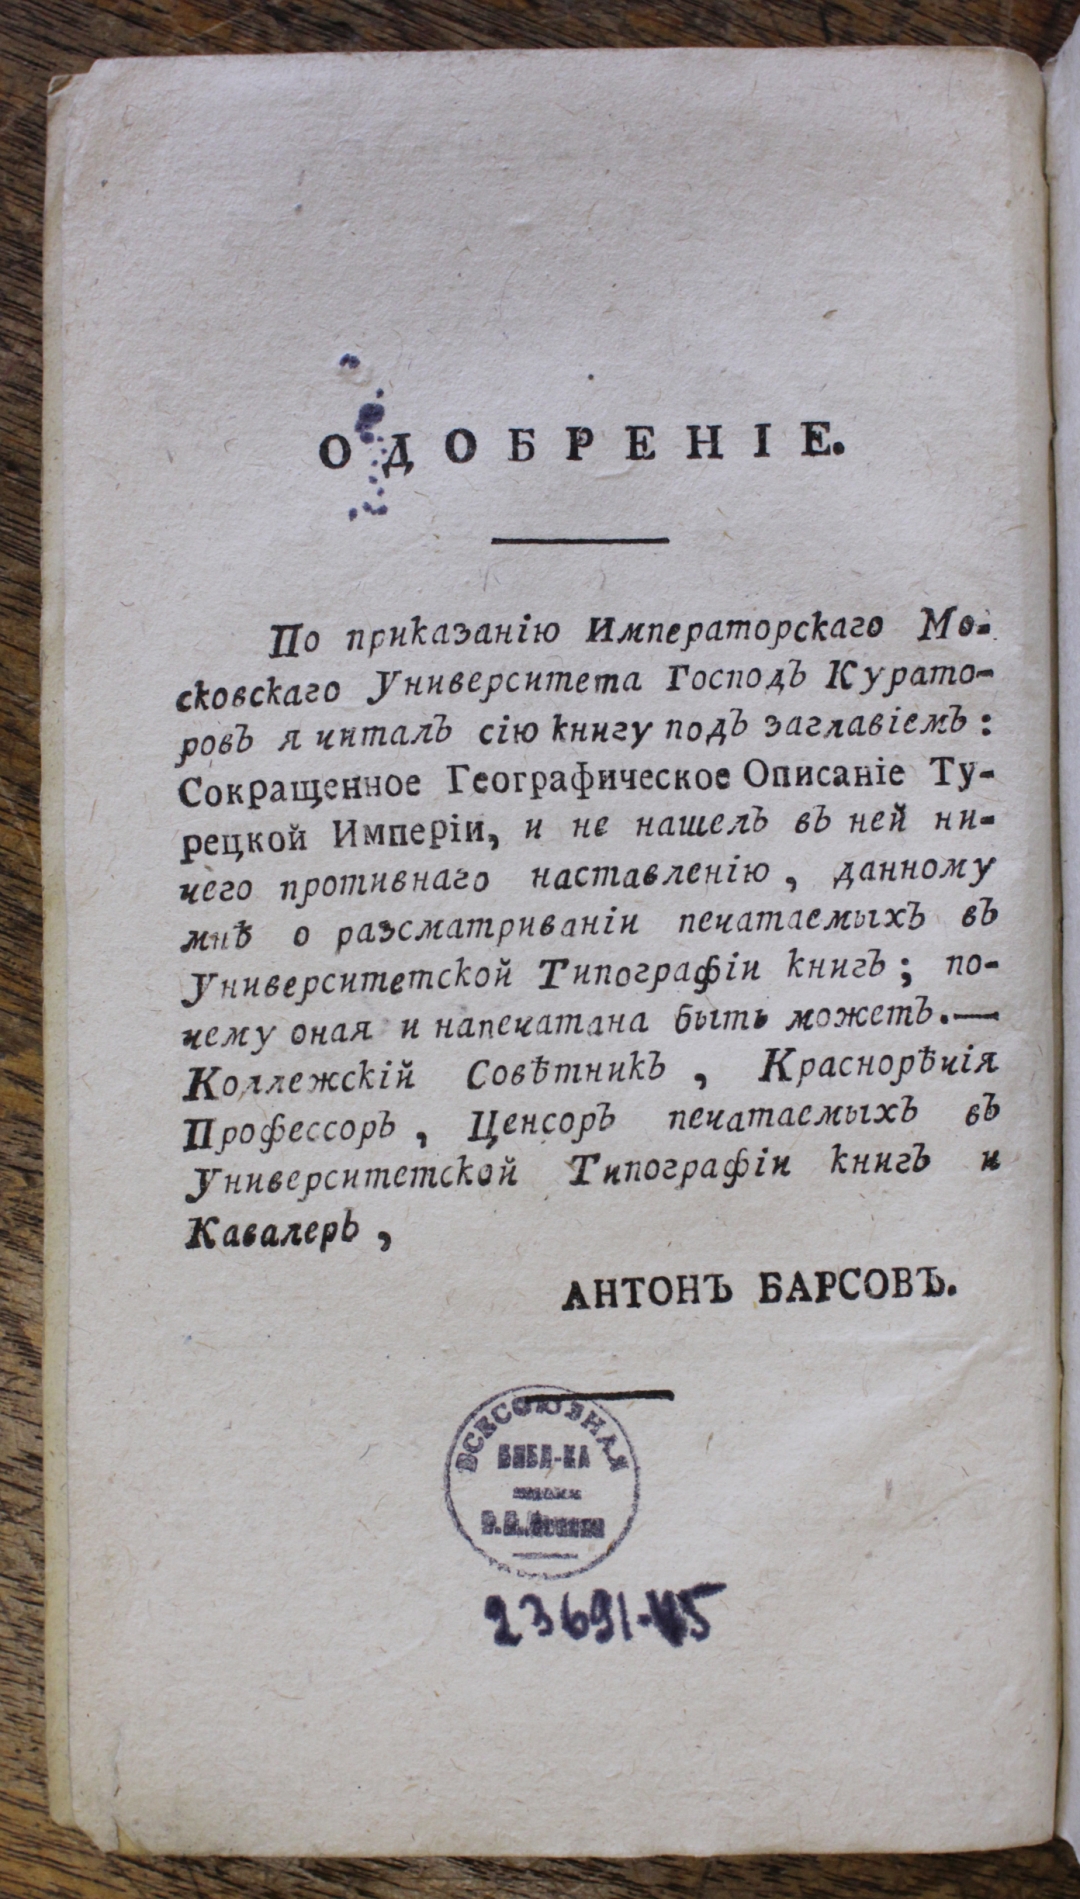 ОДОБРЕНІЕ.
По приказанію Императорскаго Мо-
сковскаго Университета Господъ Курато-
ровъ я читалъ сію книгу подъ заглавіемъ:
Сокращенное Географическое Описаніе Ту-
рецкой Имперіи, и не нашелъ въ ней ни-
чего противнаго наставленію, данному
мнѣ о разсматриваніи печатаемыхъ въ
Университетской Типографіи книгъ; по-
чему оная и напечатана быть можетъ.—
Коллежскій Совѣтникъ, Краснорѣчія
Профессоръ, Ценсоръ печатаемыхъ въ
Университетской Типографіи книгъ и
Кавалеръ,
АНТОНЪ БАРСОВЪ.
ВСЕСОЮЗНАЯ
БИБЛ-КА
имени
В.И.Ленина
23691-45